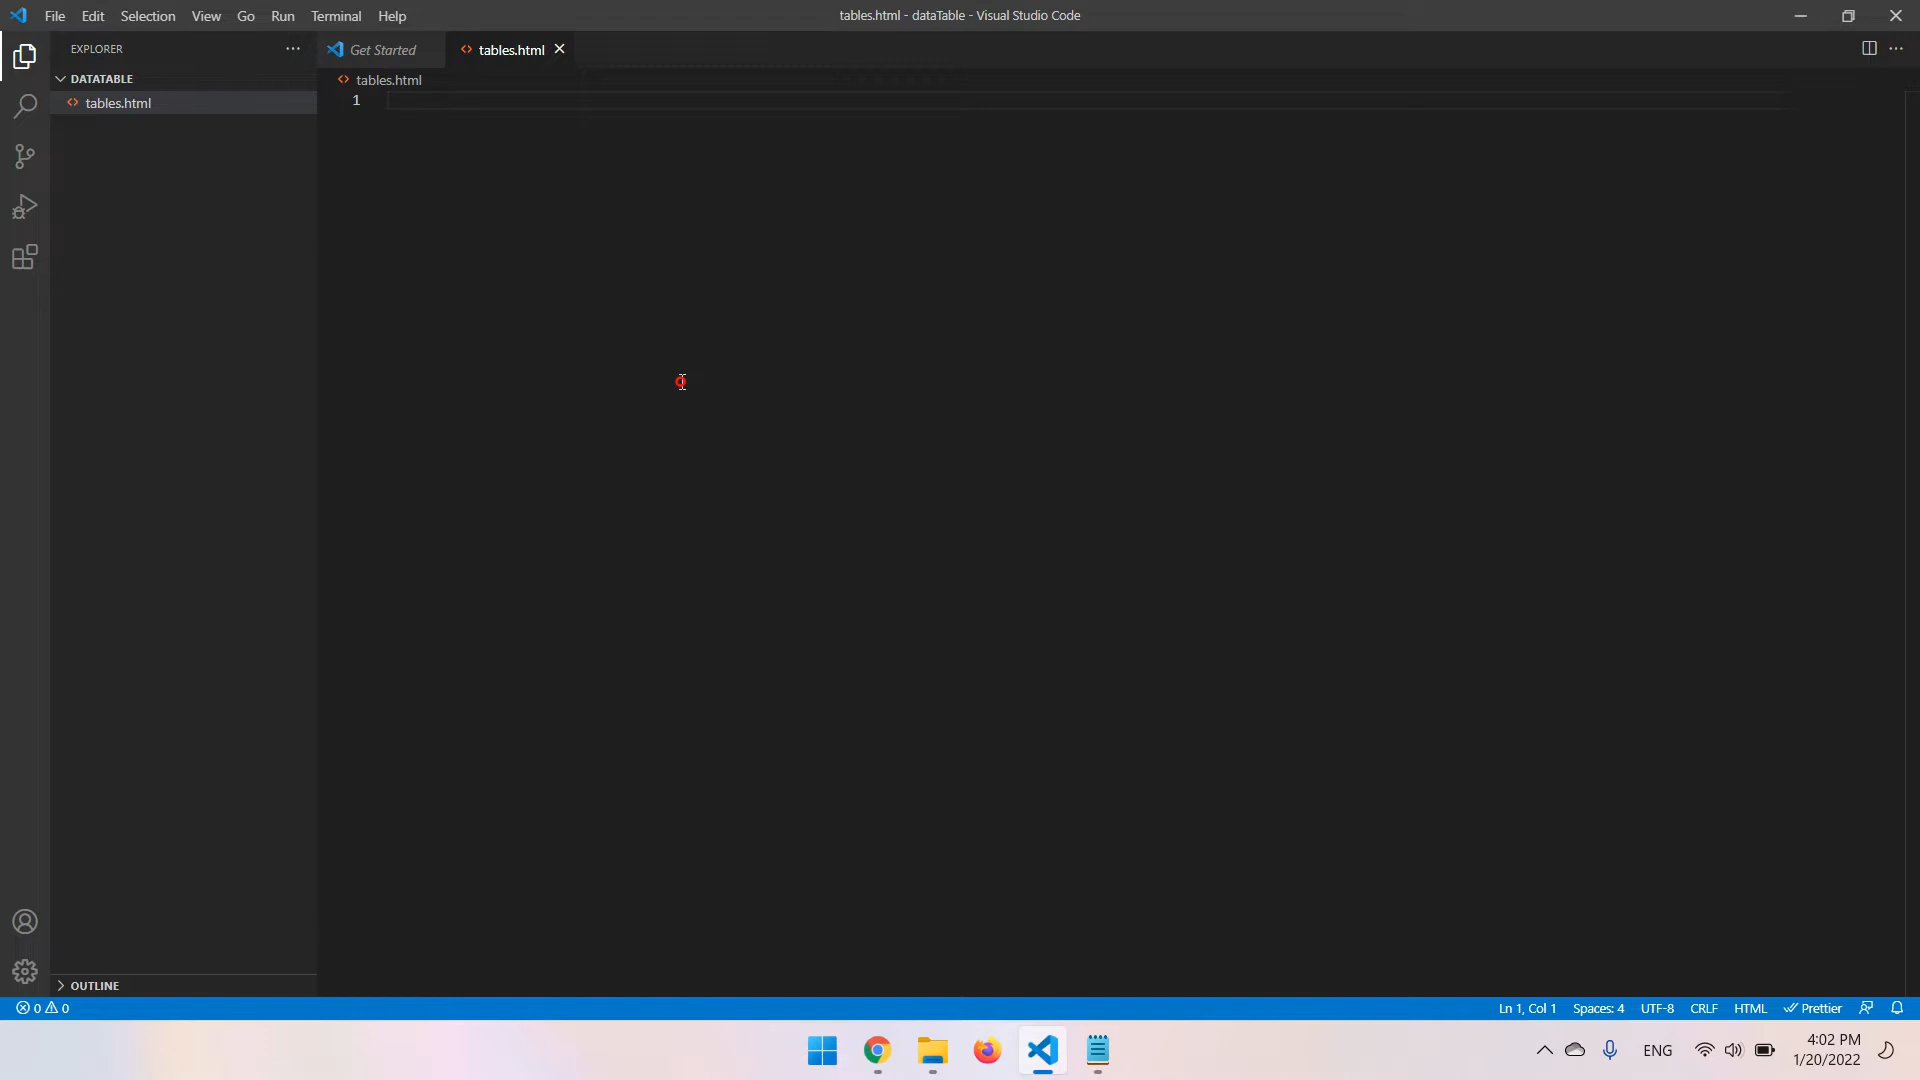 File Edit Selection View Go Run Terminal Help
tables.html - dataTable - Visual Studio Code
EXPLORER
Get Started
tables.html
DATATABLE
tables.html
tables.html
1
OUTLINE
0 0
Ln 1, Col 1
Spaces: 4
UTF-8
CRLF
HTML
Prettier
ENG
4:02 PM
1/20/2022